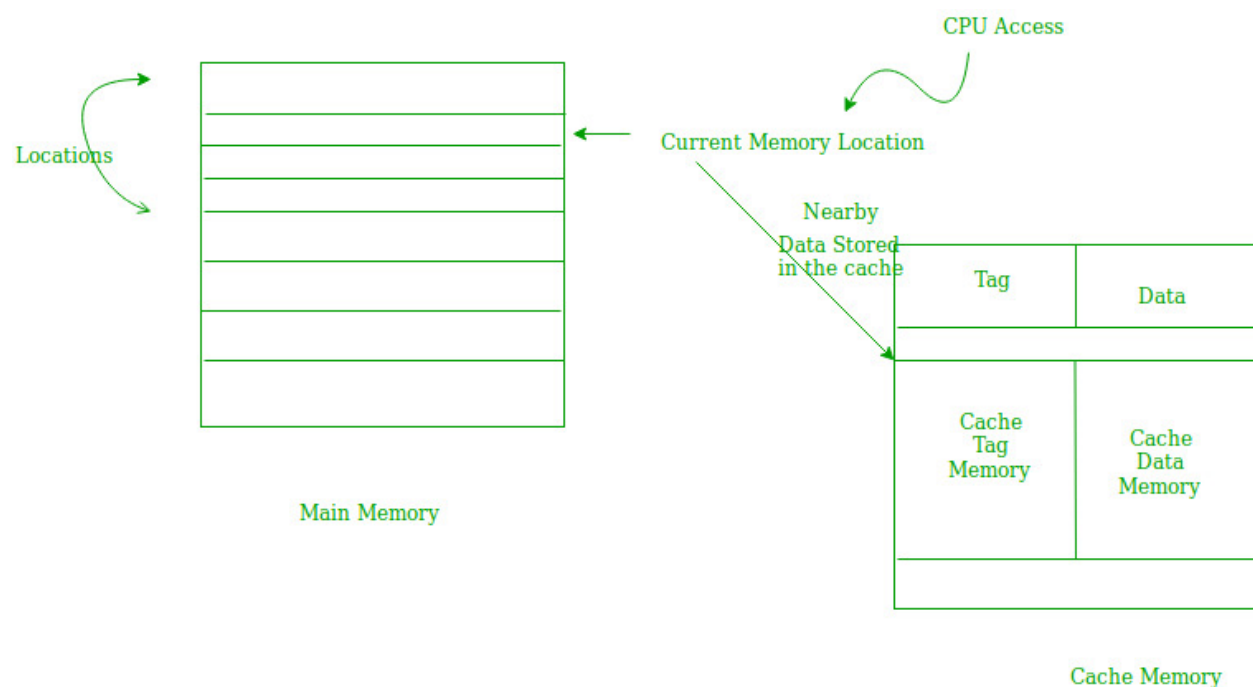 CPU Access
Locations
Current Memory Location
Nearby
Data Stored
in the cache
Tag
Data
Cache
Tag
Memory
Cache
Data
Memory
Main Memory
Cache Memory